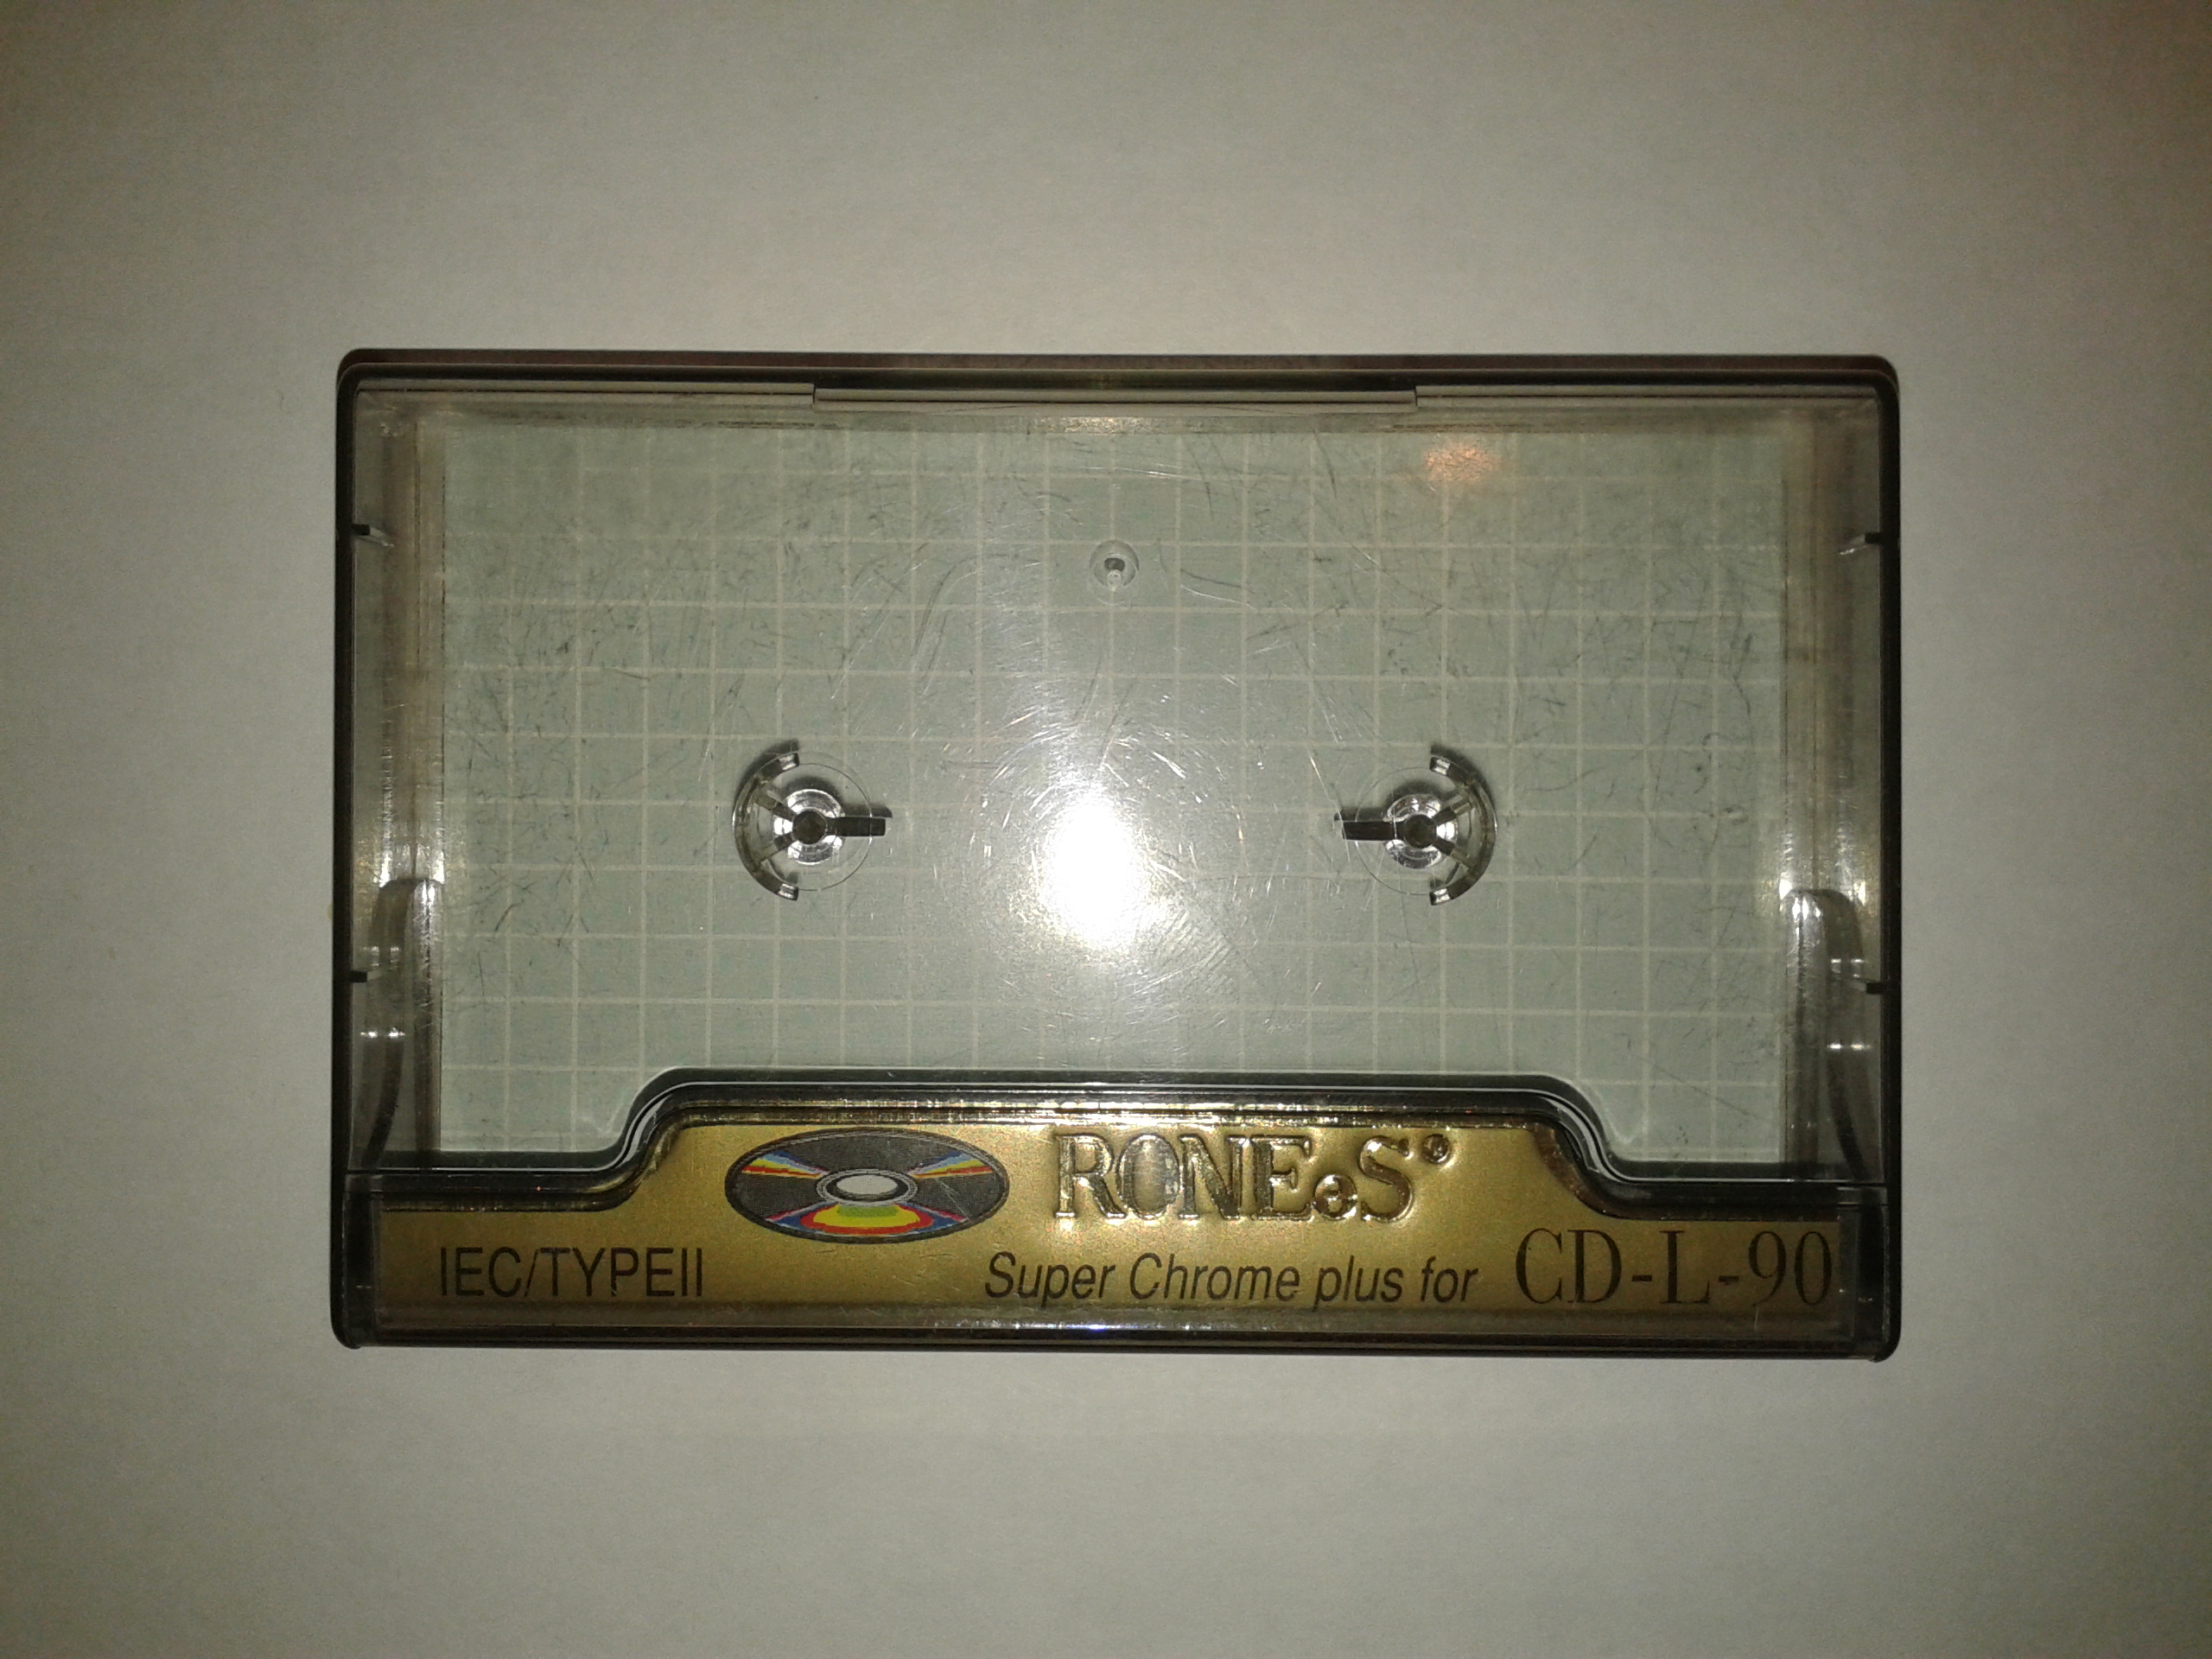 RONEeS
IEC/TYPEII
Super Chrome plus for CD-L-90